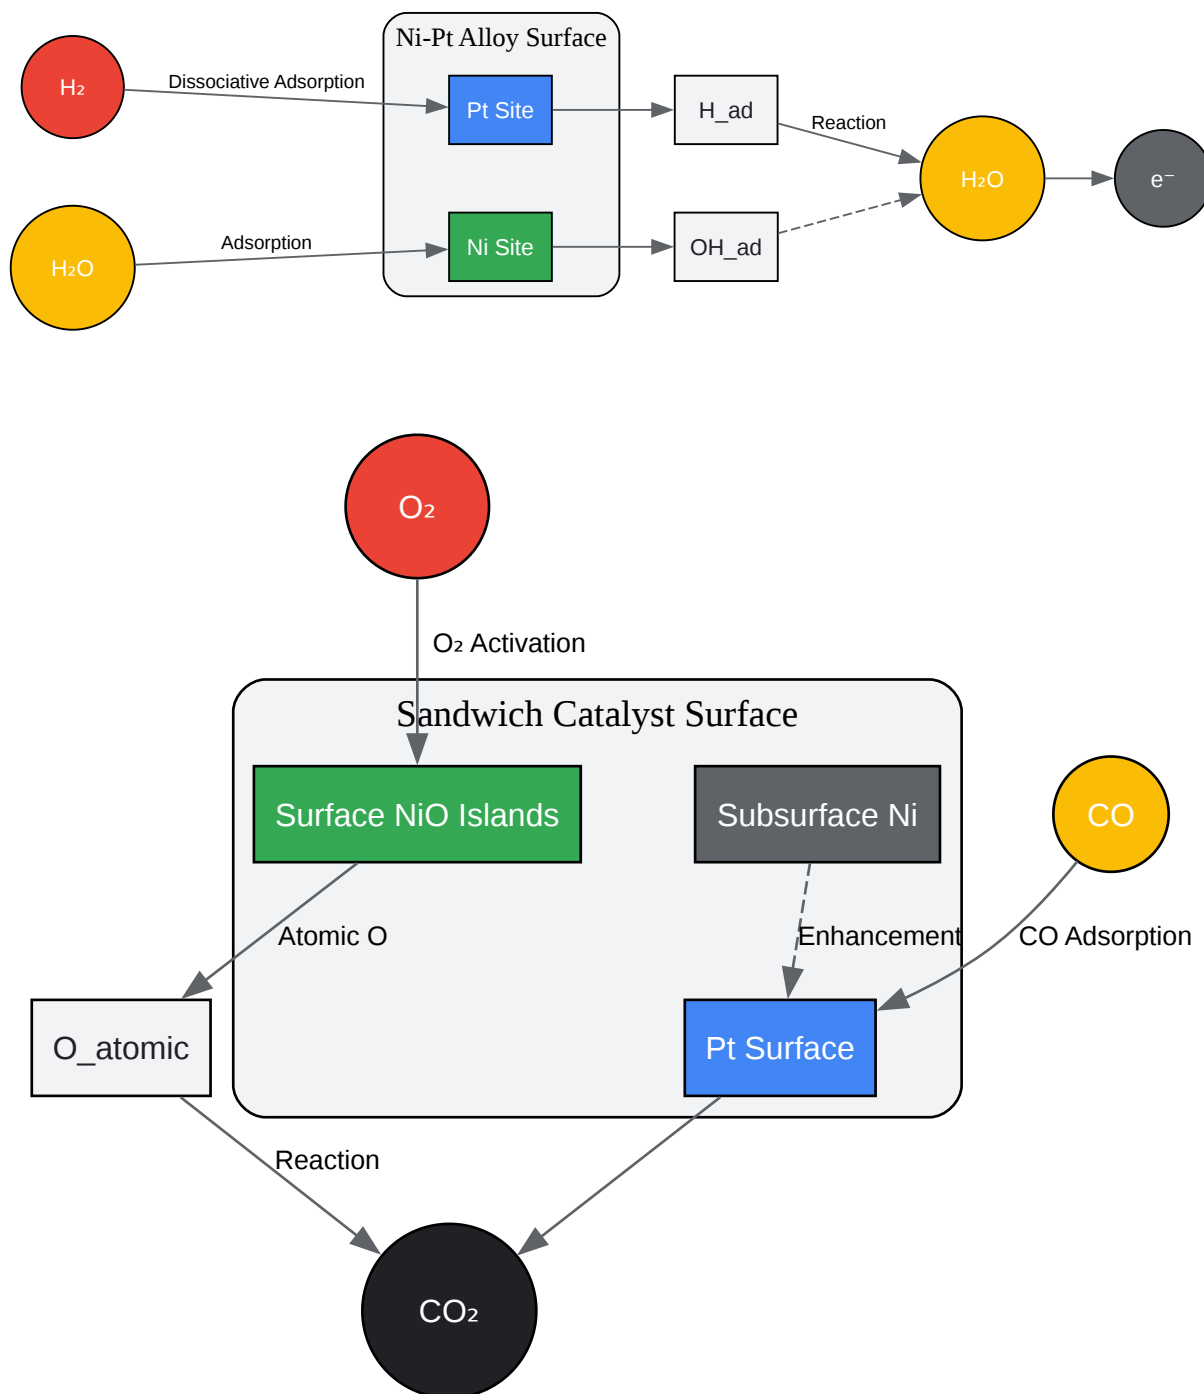 Ni-Pt Alloy Surface
H₂
Dissociative Adsorption
Pt Site
H_ad
Reaction
H₂O
e⁻
H₂O
Adsorption
Ni Site
OH_ad
O₂
O₂ Activation
Sandwich Catalyst Surface
Surface NiO Islands
Subsurface Ni
CO
Atomic O
Enhancement
CO Adsorption
O_atomic
Pt Surface
Reaction
CO₂